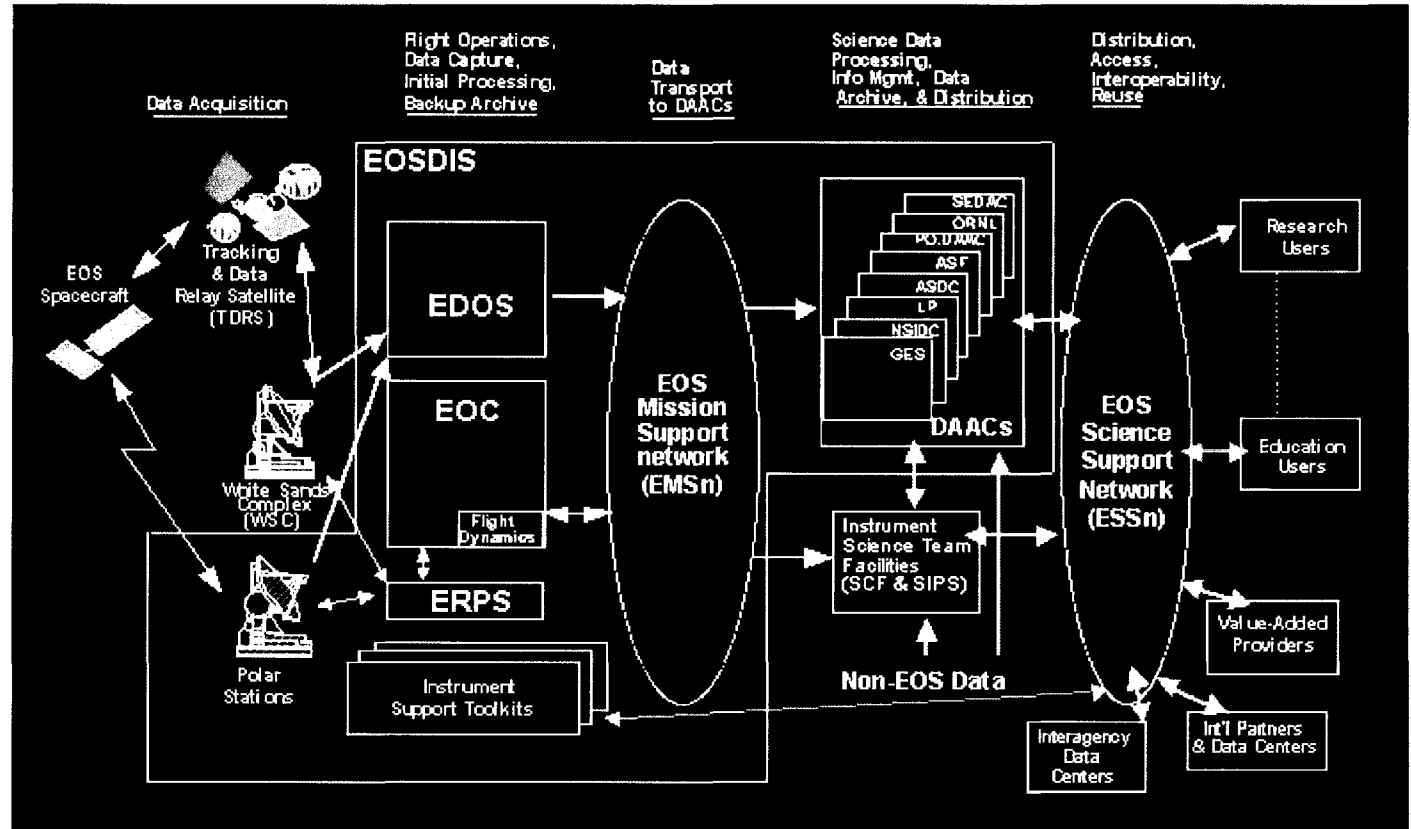 Data Acquisition
Flight Operations,
Data Capture,
Initial Processing,
Backup Archive
Data
Transport
to DAACs
Science Data
Processing,
Info Mgmt, Data
Archive, & Distribution
Distribution,
Access,
Interoperability,
Reuse
EOSDIS
Tracking
& Data
Relay Satellite
(TDRS)
EOS
Spacecraft
White Sands
Complex
(WSC)
Polar
Stations
EDOS
EOC
Flight
Dynamics
ERPS
Instrument
Support Toolkits
EOS
Mission
Support
network
(EMSn)
SEDAC
ORNL
PO.DAAC
ASF
ASDC
LP
NSIDC
GES
DAACs
Instrument
Science Team
Facilities
(SCF & SIPS)
Non-EOS Data
EOS
Science
Support
Network
(ESSn)
Research
Users
Education
Users
Value-Added
Providers
Int'l Partners
& Data Centers
Interagency
Data
Centers